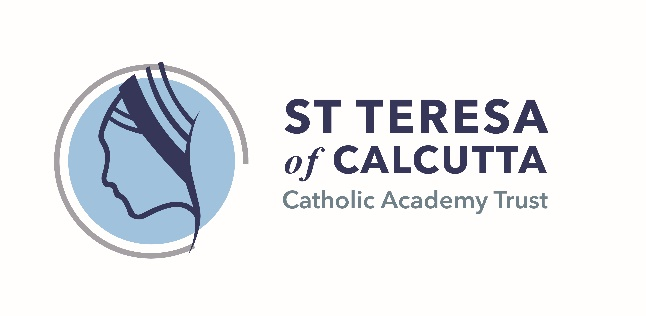 ST TERESA
of CALCUTTA
Catholic Academy Trust